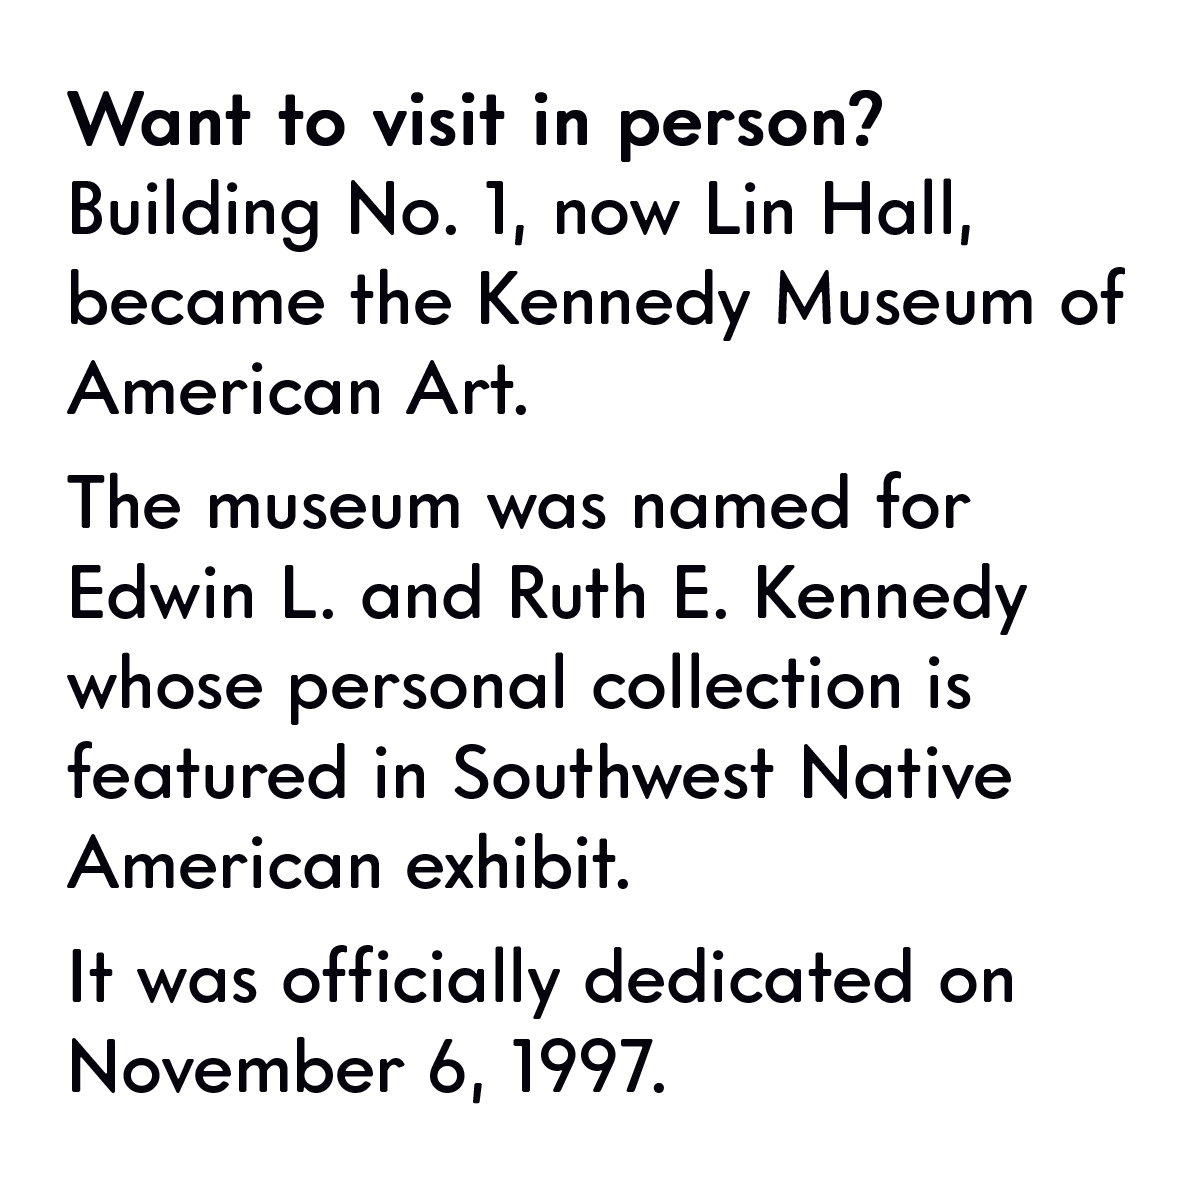 Want to visit in person?
Building No. 1, now Lin Hall,
became the Kennedy Museum of
American Art.
The museum was named for
Edwin L. and Ruth E. Kennedy
whose personal collection is
featured in Southwest Native
American exhibit.
It was officially dedicated on
November 6, 1997.